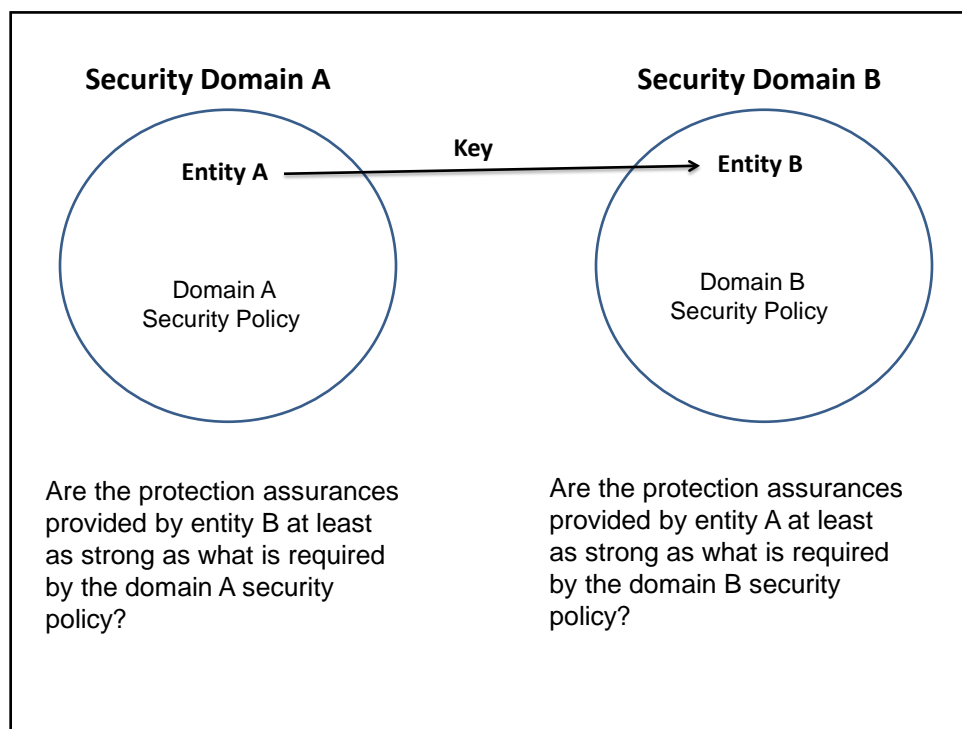 Security Domain A
Security Domain B
Key
Entity A
Entity B
Domain A
Security Policy
Domain B
Security Policy
Are the protection assurances
provided by entity B at least
as strong as what is required
by the domain A security
policy?
Are the protection assurances
provided by entity A at least
as strong as what is required
by the domain B security
policy?